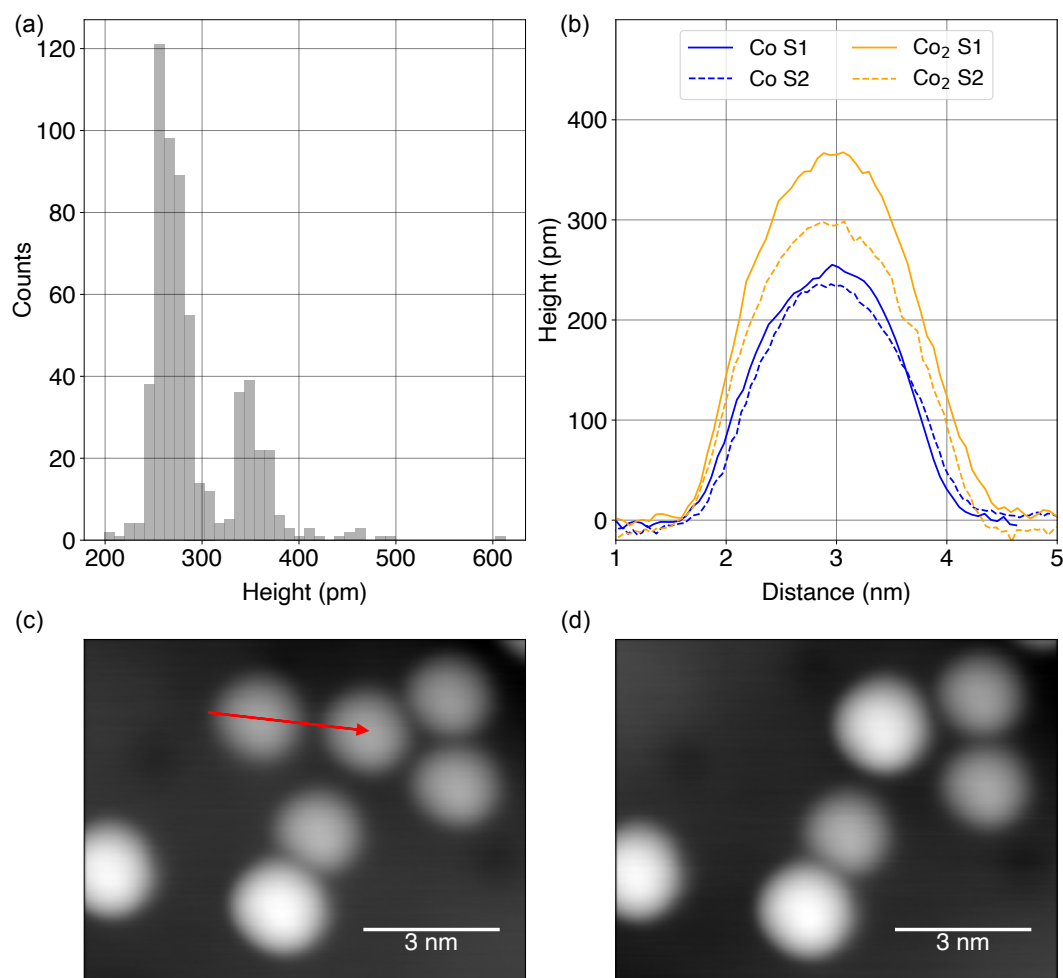 (a)
120
100
80
60
40
20
0
Counts
200 300 400 500 600
Height (pm)
(b)
Co S1 Co₂ S1
Co S2 Co₂ S2
400
300
200
100
0
Height (pm)
1 2 3 4 5
Distance (nm)
(c)
3 nm
(d)
3 nm